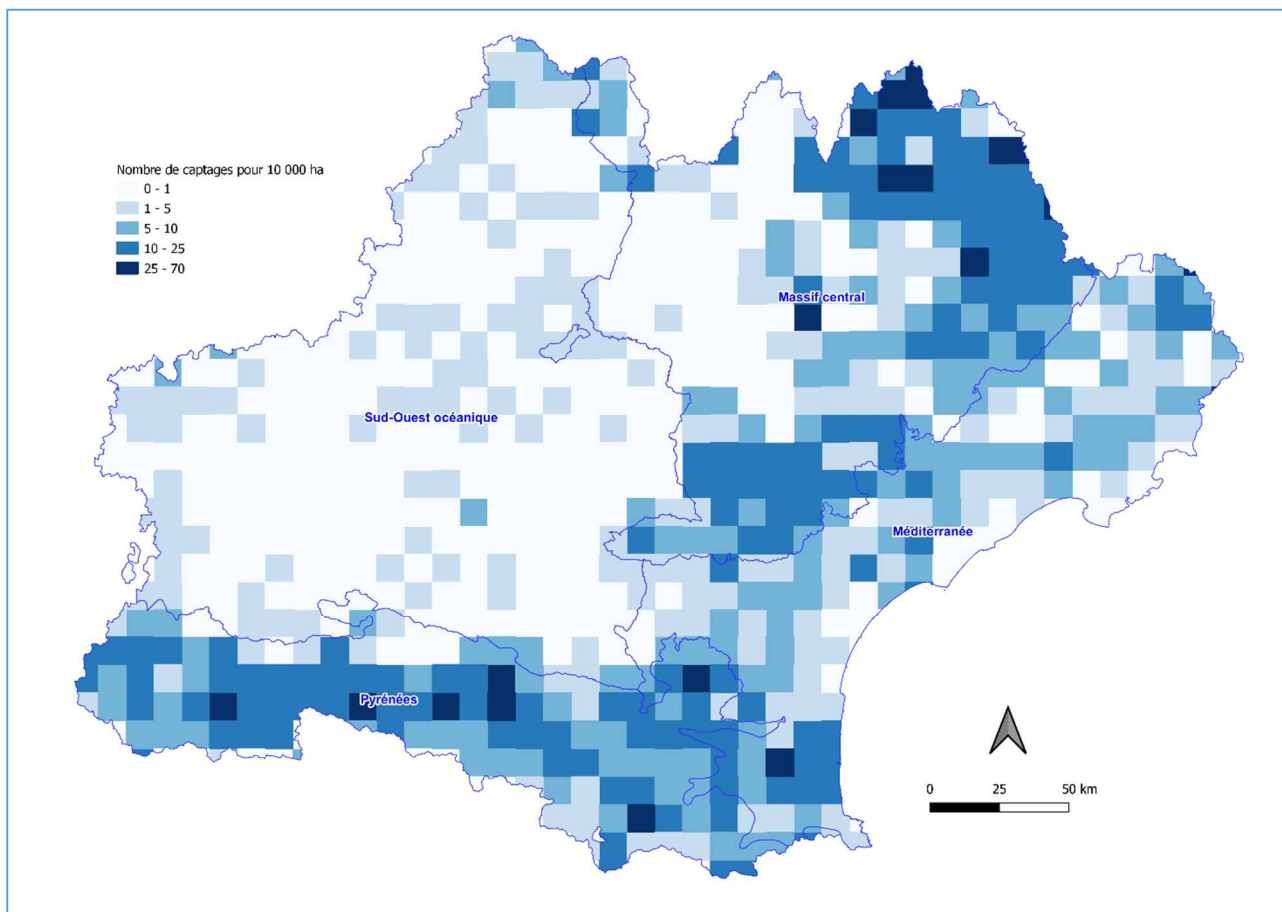 Nombre de captages pour 10 000 ha
0 - 1
1 - 5
5 - 10
10 - 25
25 - 70
Massif central
Sud-Ouest océanique
Méditerranée
Pyrénées
0 25 50 km